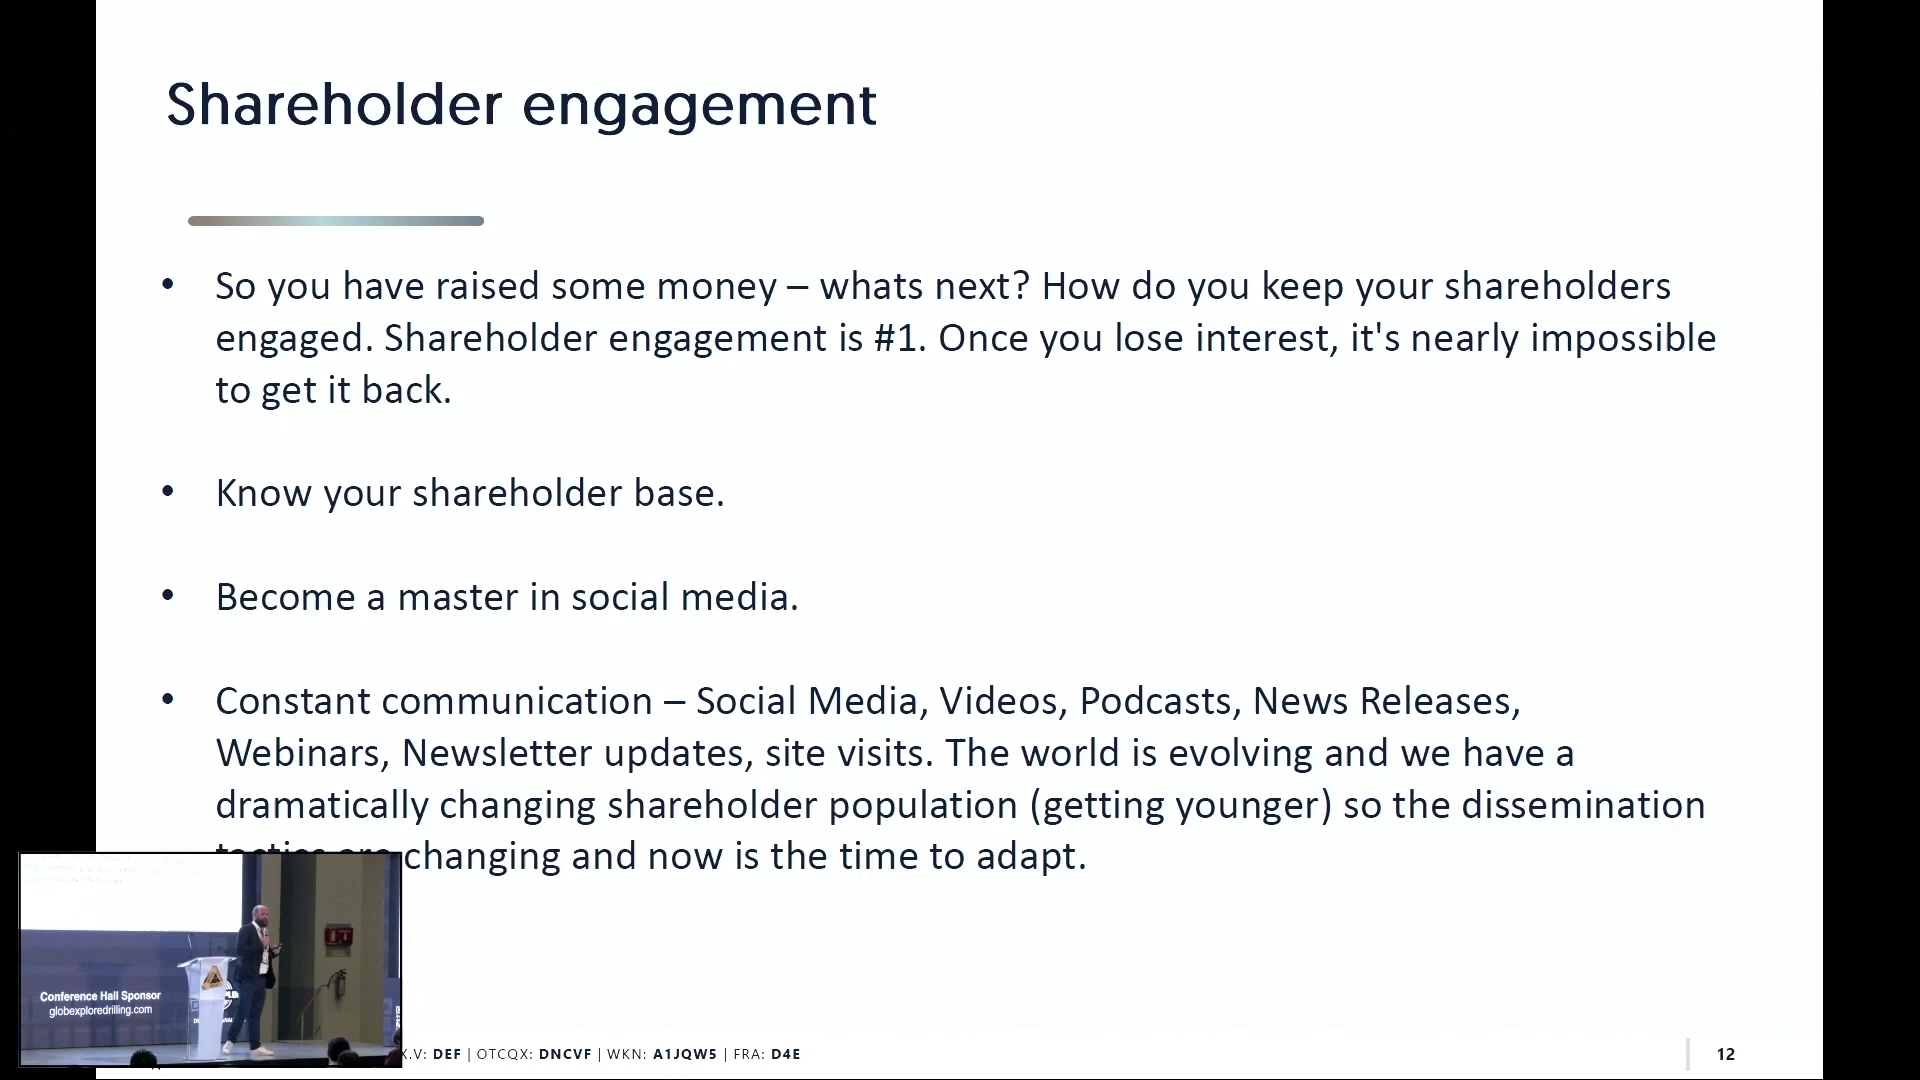 Shareholder engagement
• So you have raised some money – whats next? How do you keep your shareholders
engaged. Shareholder engagement is #1. Once you lose interest, it's nearly impossible
to get it back.
• Know your shareholder base.
• Become a master in social media.
• Constant communication – Social Media, Videos, Podcasts, News Releases,
Webinars, Newsletter updates, site visits. The world is evolving and we have a
dramatically changing shareholder population (getting younger) so the dissemination
tactics are changing and now is the time to adapt.
Conference Hall Sponsor
globexploredrilling.com
X.V: DEF | OTCQX: DNCVF | WKN: A1JQW5 | FRA: D4E
12